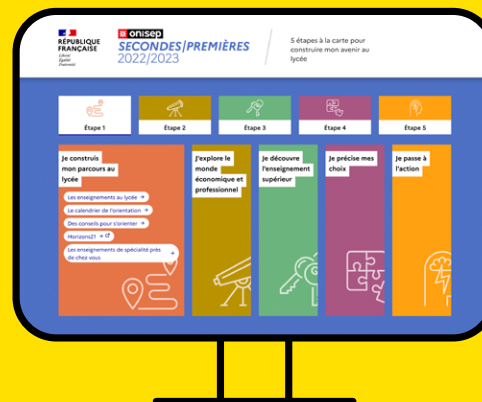 RÉPUBLIQUE
FRANÇAISE
Liberté
Égalité
Fraternité
onisep
SECONDES|PREMIÈRES
2022/2023
5 étapes à la carte pour
construire mon avenir au
lycée
Étape 1
Étape 2
Étape 3
Étape 4
Étape 5
Je construis
mon parcours au
lycée
Les enseignements au lycée →
Le calendrier de l'orientation →
Des conseils pour s'orienter →
Horizons21 →
Les enseignements de spécialité près
de chez vous →
J'explore le
monde
économique et
professionnel
Je découvre
l'enseignement
supérieur
Je précise mes
choix
Je passe à
l'action